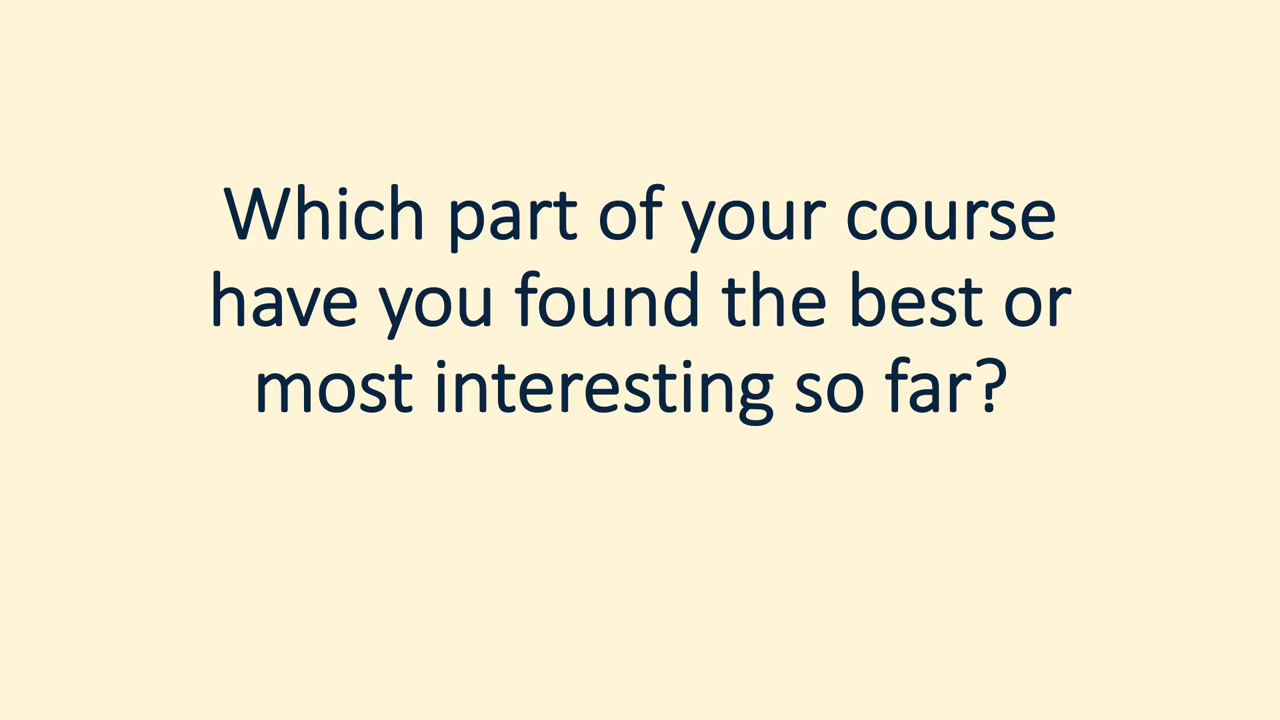 Which part of your course
have you found the best or
most interesting so far?